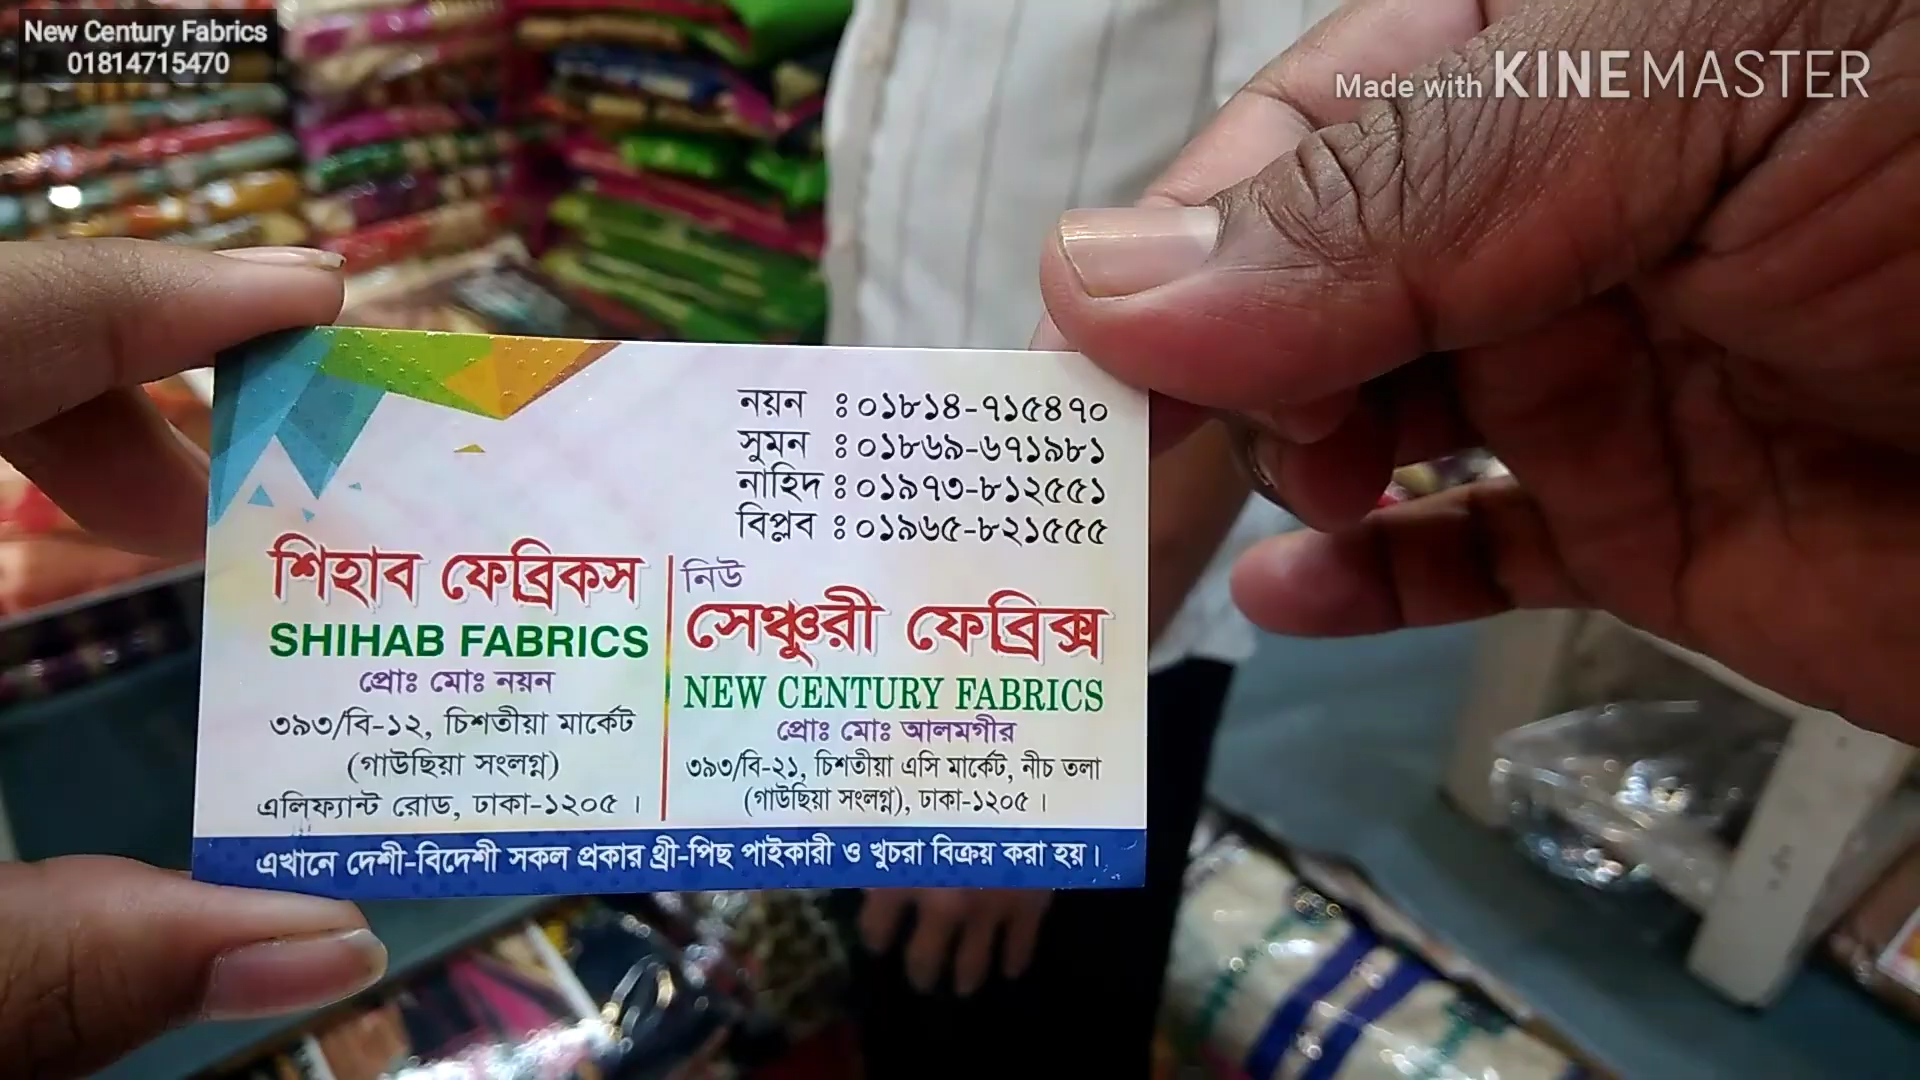 New Century Fabrics
01814715470
Made with KINEMASTER
নয়ন : ০১৮১৪-৭১৫৪৭০
সুমন : ০১৮৬৯-৬৭১৯৮১
নাহিদ : ০১৯৭৩-৮১২৫৫১
বিপ্লব : ০১৯৬৫-৮২১৫৫৫
শিহাব ফেব্রিকস
SHIHAB FABRICS
প্রোঃ মোঃ নয়ন
৩৯৩/বি-১২, চিশতীয়া মার্কেট
(গাউছিয়া সংলগ্ন)
এলিফ্যান্ট রোড, ঢাকা-১২০৫ ।
নিউ
সেঞ্চুরী ফেব্রিক্স
NEW CENTURY FABRICS
প্রোঃ মোঃ আলমগীর
৩৯৩/বি-২১, চিশতীয়া এসি মার্কেট, নীচ তলা
(গাউছিয়া সংলগ্ন), ঢাকা-১২০৫ ।
এখানে দেশী-বিদেশী সকল প্রকার থ্রী-পিছ পাইকারী ও খুচরা বিক্রয় করা হয়।